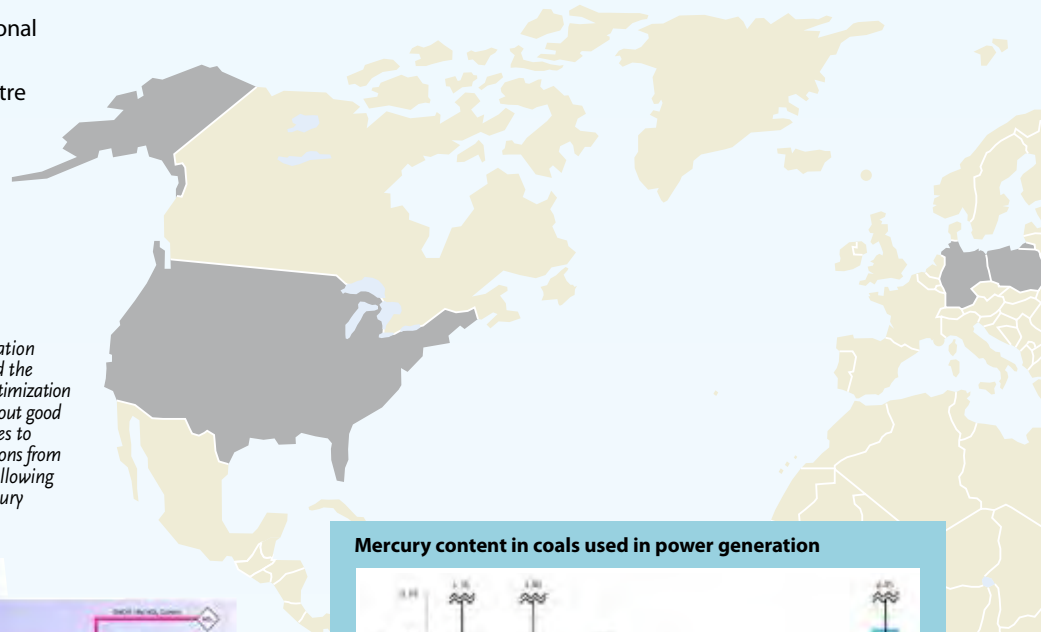 onal
tre
ation
d the
timization
out good
es to
ons from
llowing
ury
Mercury content in coals used in power generation